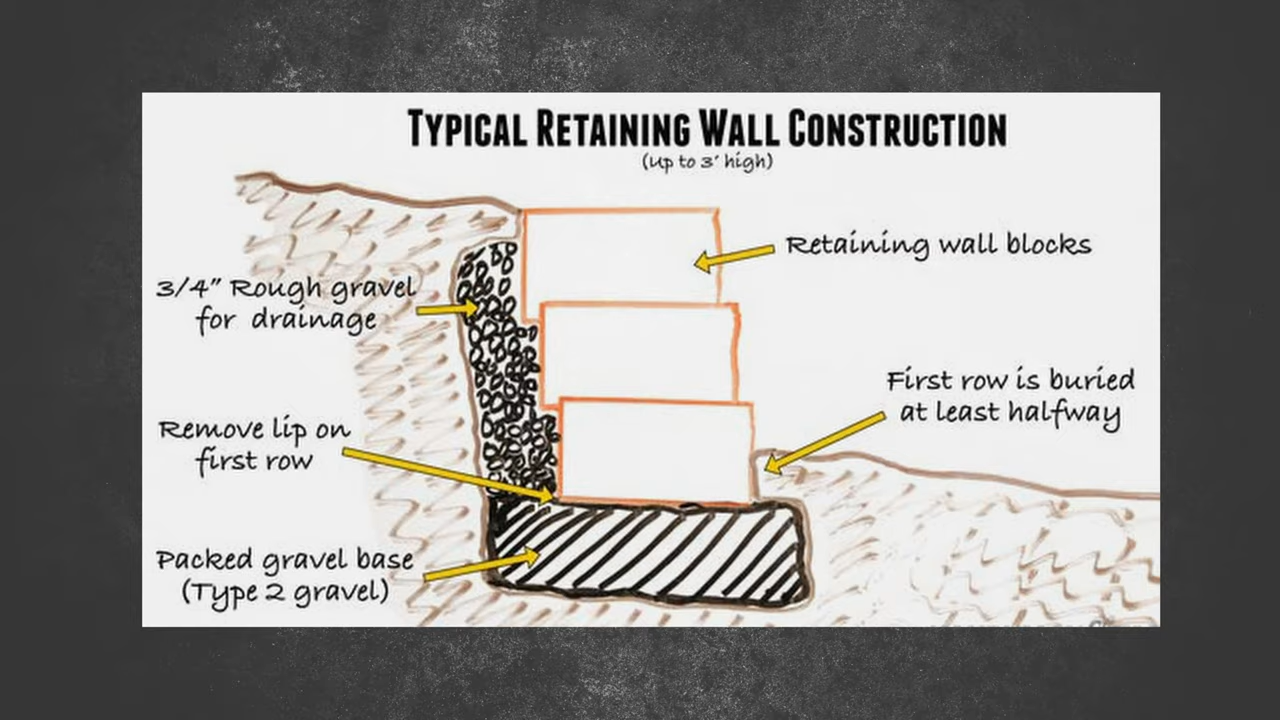 TYPICAL RETAINING WALL CONSTRUCTION
(Up to 3' high)
Retaining wall blocks
3/4" Rough gravel
for drainage
First row is buried
at least halfway
Remove lip on
first row
Packed gravel base
(Type 2 gravel)